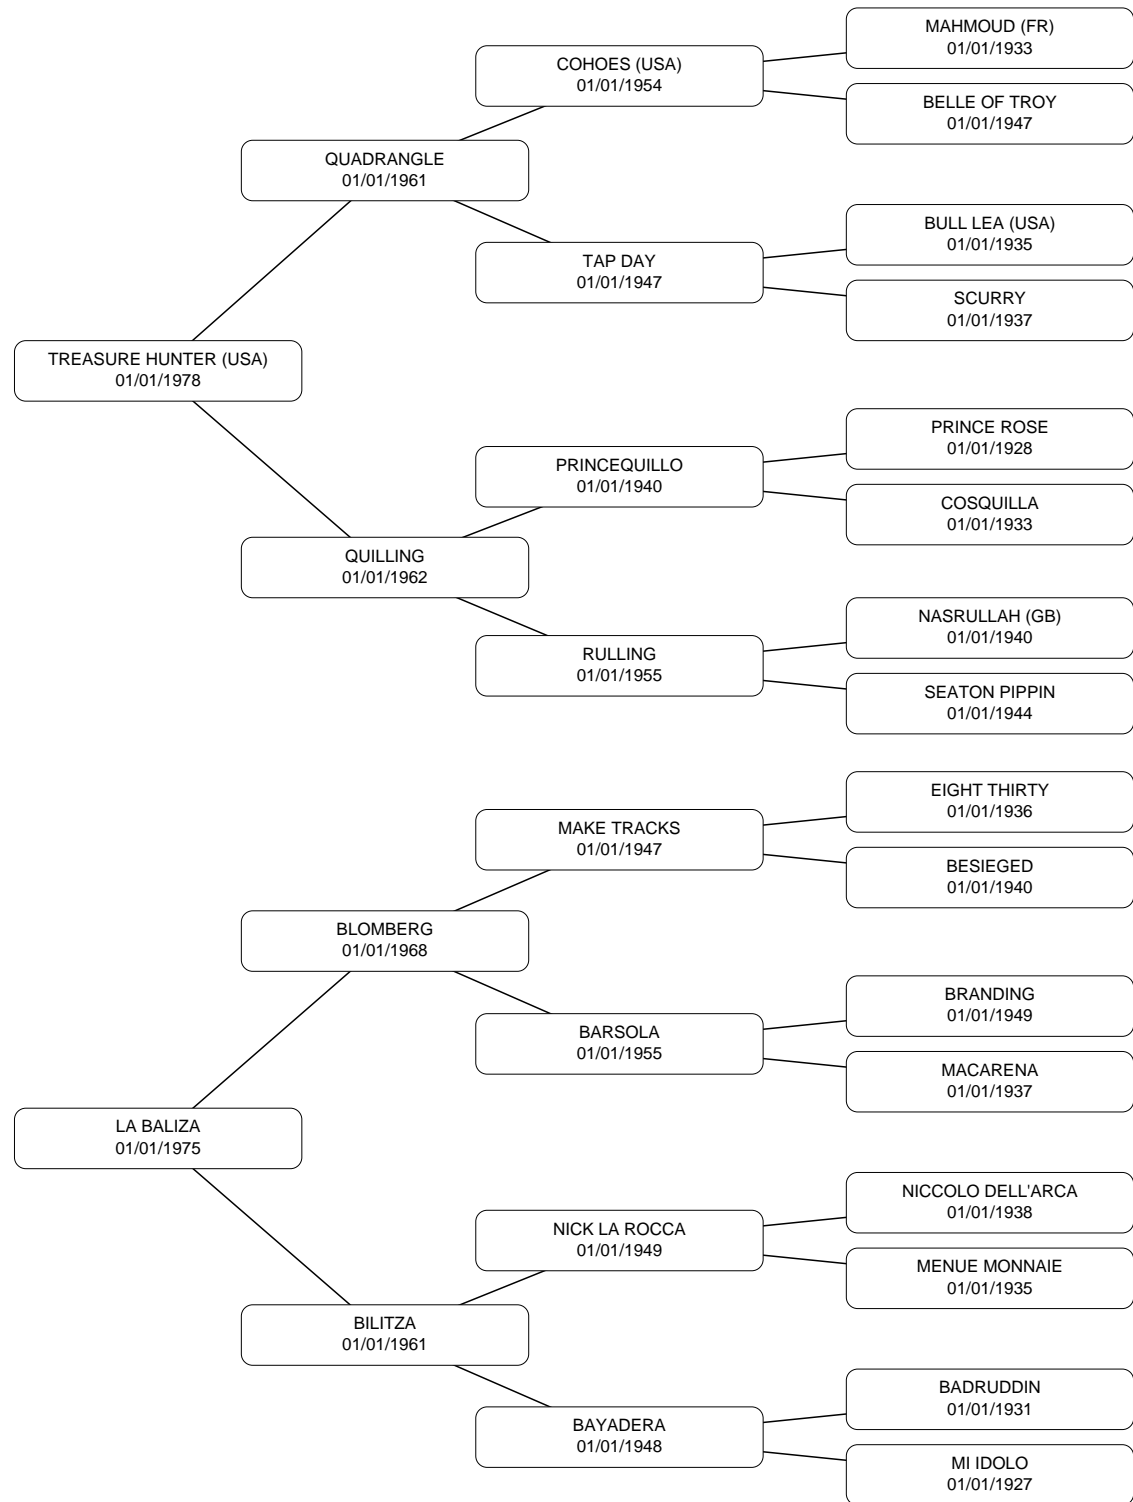 MAHMOUD (FR)
01/01/1933
COHOES (USA)
01/01/1954
BELLE OF TROY
01/01/1947
QUADRANGLE
01/01/1961
BULL LEA (USA)
01/01/1935
TAP DAY
01/01/1947
SCURRY
01/01/1937
TREASURE HUNTER (USA)
01/01/1978
PRINCE ROSE
01/01/1928
PRINCEQUILLO
01/01/1940
COSQUILLA
01/01/1933
QUILLING
01/01/1962
NASRULLAH (GB)
01/01/1940
RULLING
01/01/1955
SEATON PIPPIN
01/01/1944
EIGHT THIRTY
01/01/1936
MAKE TRACKS
01/01/1947
BESIEGED
01/01/1940
BLOMBERG
01/01/1968
BRANDING
01/01/1949
BARSOLA
01/01/1955
MACARENA
01/01/1937
LA BALIZA
01/01/1975
NICCOLO DELL'ARCA
01/01/1938
NICK LA ROCCA
01/01/1949
MENUE MONNAIE
01/01/1935
BILITZA
01/01/1961
BADRUDDIN
01/01/1931
BAYADERA
01/01/1948
MI IDOLO
01/01/1927